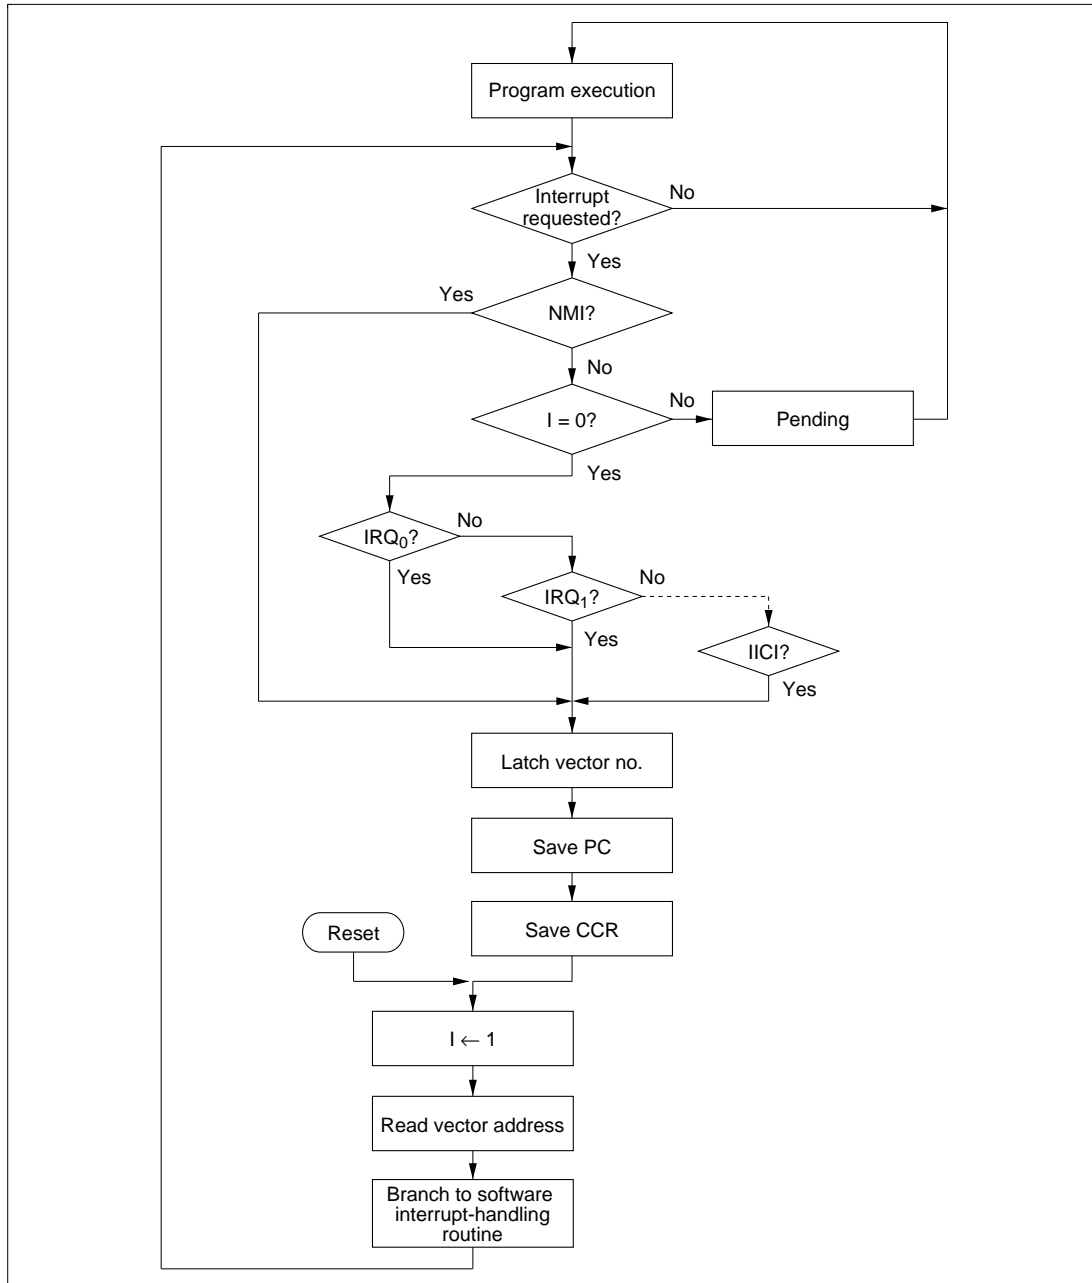 Program execution
Interrupt
requested?
No
Yes
Yes
NMI?
No
I = 0?
No
Pending
Yes
IRQ₀?
No
Yes
IRQ₁?
No
Yes
IICI?
Yes
Latch vector no.
Save PC
Save CCR
Reset
I ← 1
Read vector address
Branch to software
interrupt-handling
routine